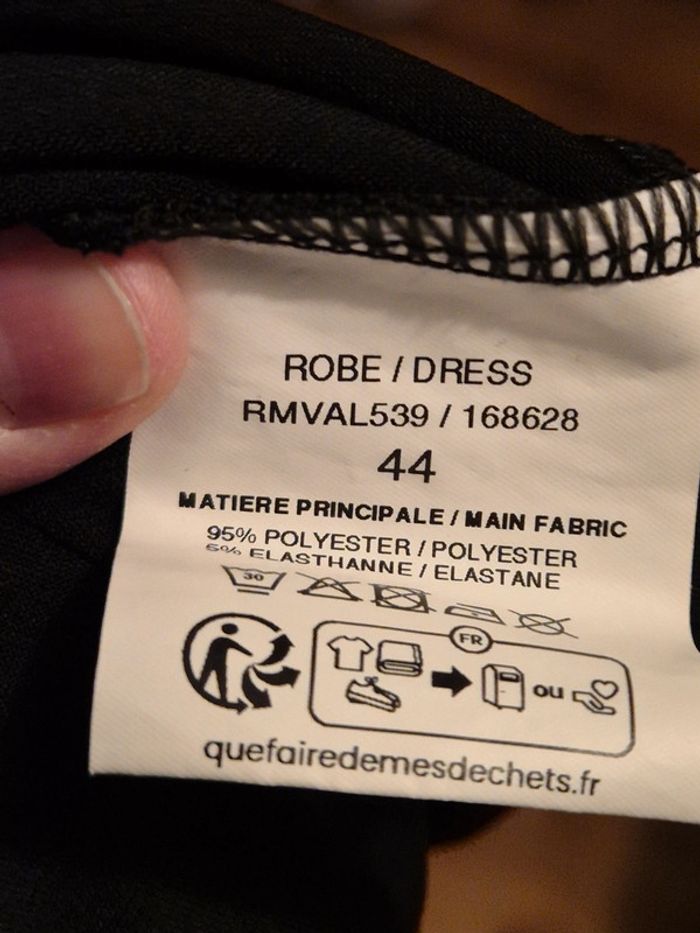 ROBE / DRESS
RMVAL539 / 168628
44
MATIERE PRINCIPALE / MAIN FABRIC
95% POLYESTER / POLYESTER
5% ELASTHANNE / ELASTANE
30
FR
ou
quefairedemesdechets.fr